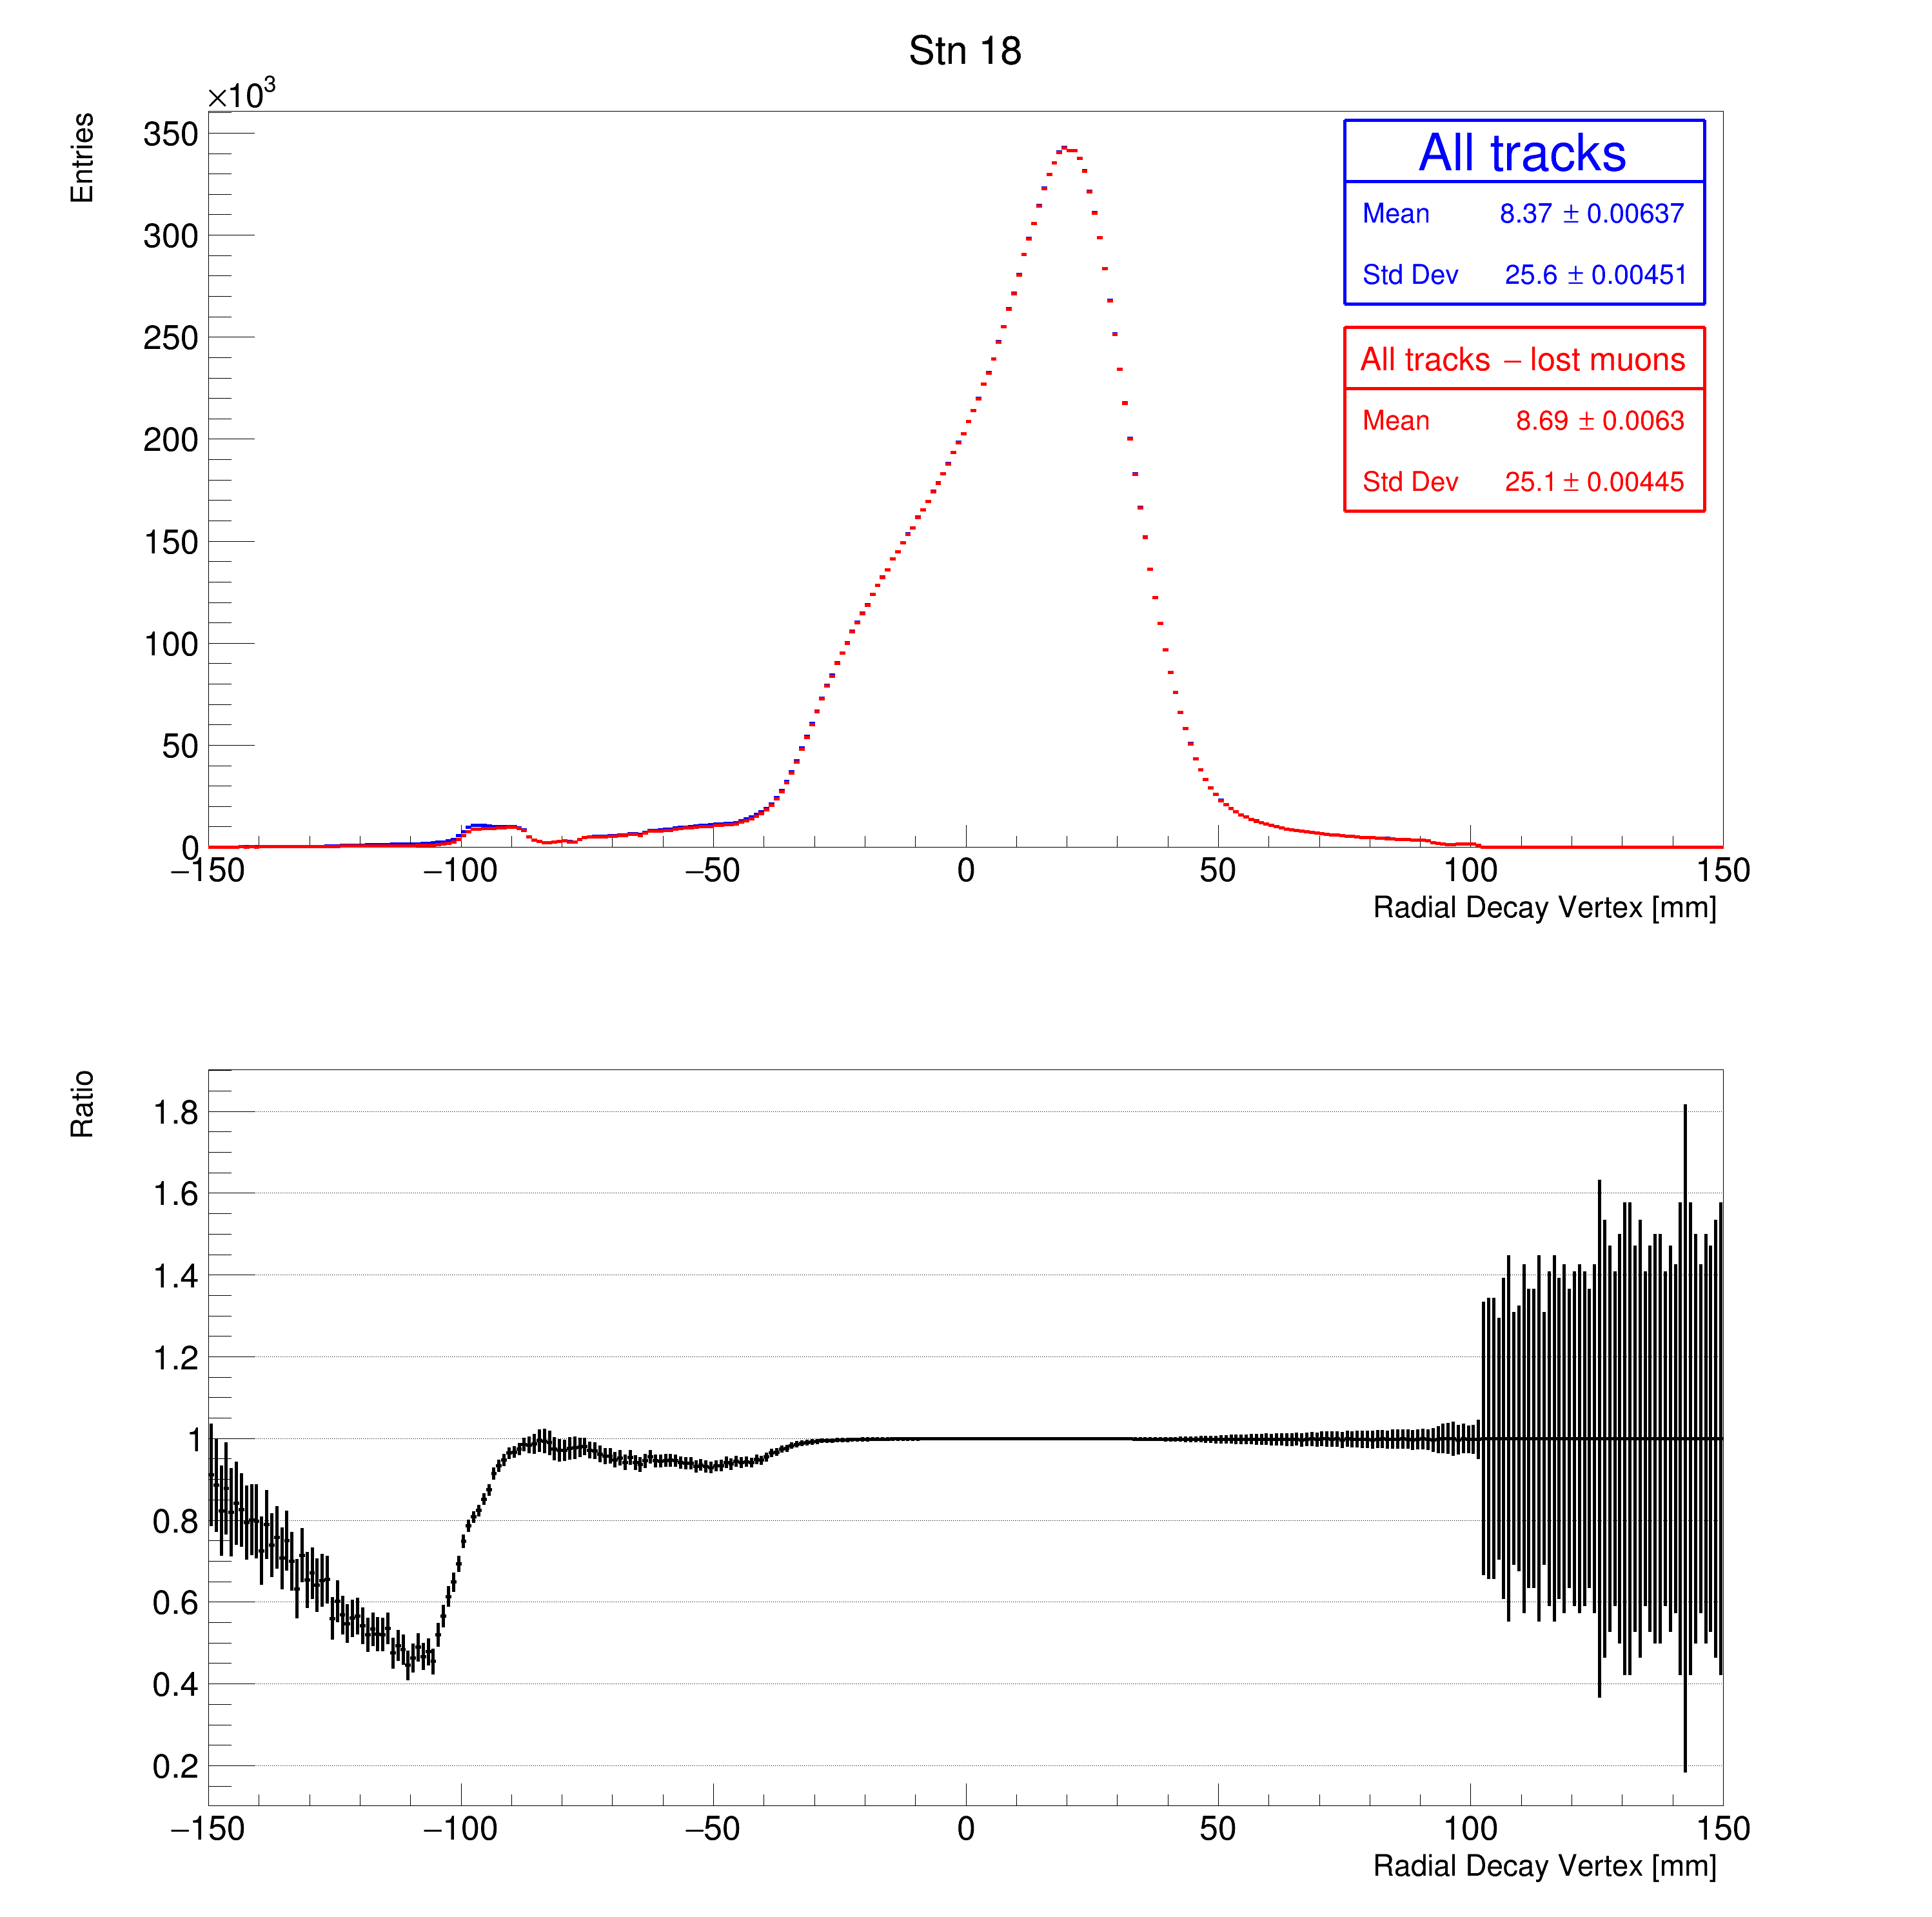 Stn 18
×10³
Entries
350
300
250
200
150
100
50
0
All tracks
Mean 8.37 ± 0.00637
Std Dev 25.6 ± 0.00451
All tracks − lost muons
Mean 8.69 ± 0.0063
Std Dev 25.1 ± 0.00445
−150 −100 −50 0 50 100 150
Radial Decay Vertex [mm]
Ratio
1.8
1.6
1.4
1.2
1
0.8
0.6
0.4
0.2
−150 −100 −50 0 50 100 150
Radial Decay Vertex [mm]